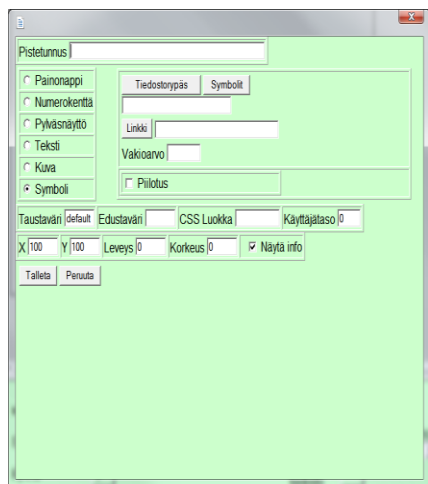 Pistetunnus
Painonappi
Numerokenttä
Pylväsnäyttö
Teksti
Kuva
Symboli
Tiedostorypäs Symbolit
Linkki
Vakioarvo
Piilotus
Taustaväri default Edustaväri CSS Luokka Käyttäjätaso 0
X 100 Y 100 Leveys 0 Korkeus 0 Näytä info
Talleta Peruuta